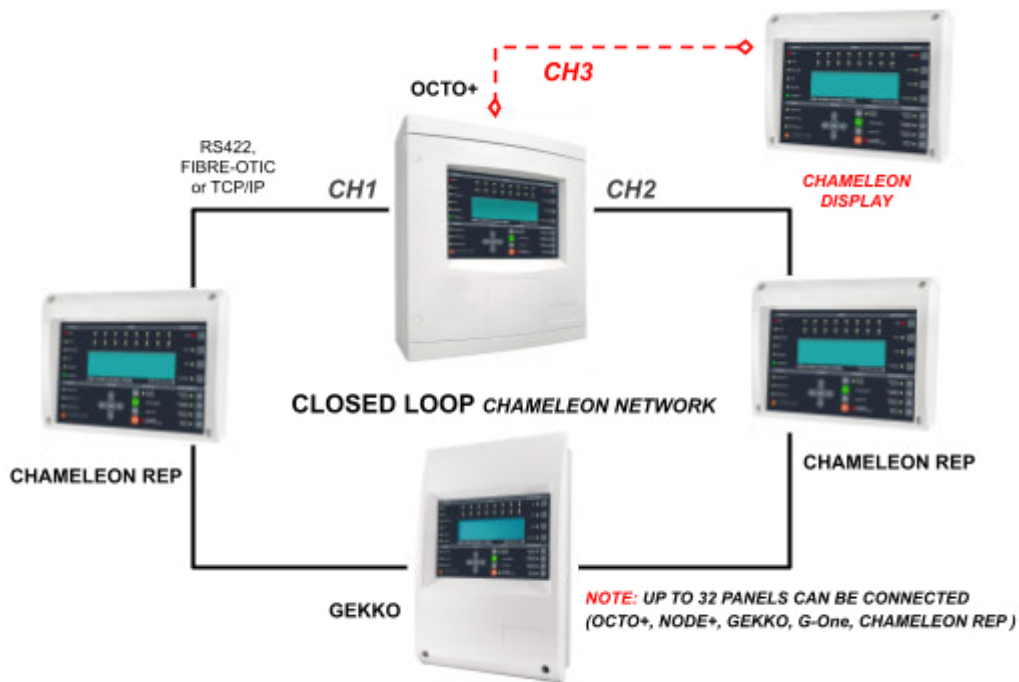 OCTO+
CH3
RS422,
FIBRE-OTIC
or TCP/IP
CH1
CH2
CHAMELEON
DISPLAY
CLOSED LOOP CHAMELEON NETWORK
CHAMELEON REP
CHAMELEON REP
GEKKO
NOTE: UP TO 32 PANELS CAN BE CONNECTED
(OCTO+, NODE+, GEKKO, G-One, CHAMELEON REP )